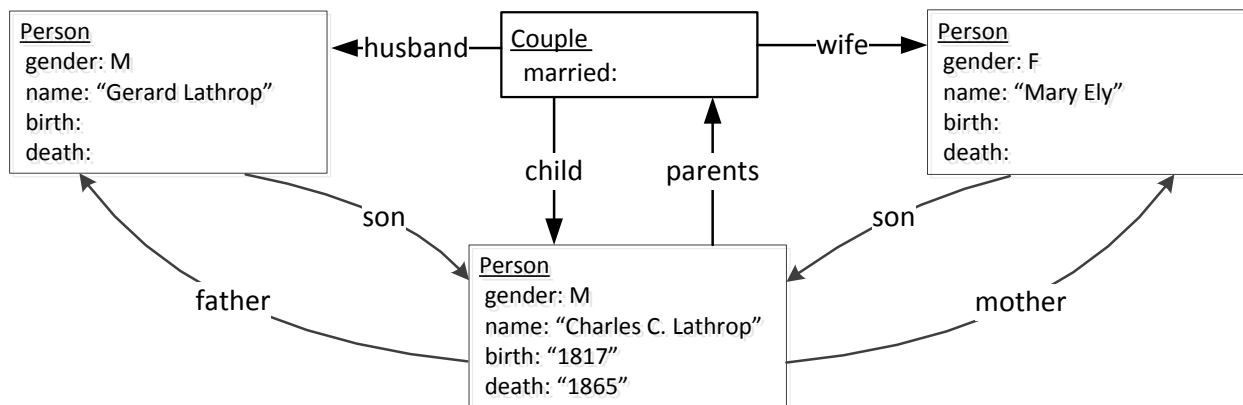 Person
gender: M
name: “Gerard Lathrop”
birth:
death:
husband
Couple
married:
wife
Person
gender: F
name: “Mary Ely”
birth:
death:
child
parents
son
son
father
mother
Person
gender: M
name: “Charles C. Lathrop”
birth: “1817”
death: “1865”